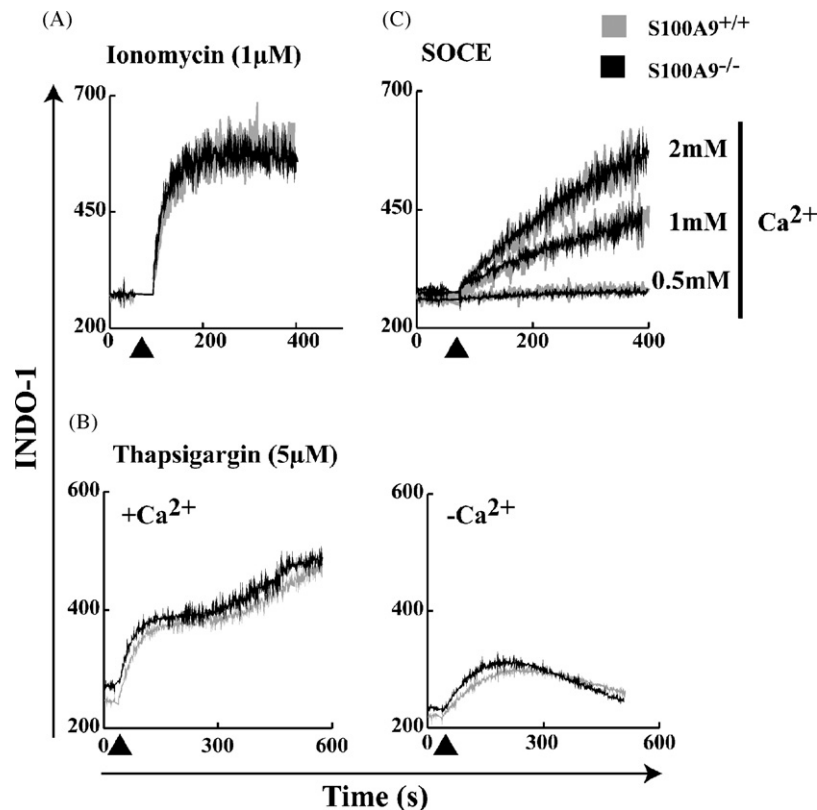 (A)
Ionomycin (1µM)
700
450
200
0
200
400
(C)
SOCE
S100A9+/+
S100A9-/-
700
450
200
0
200
400
2mM
1mM
0.5mM
Ca2+
INDO-1
(B)
Thapsigargin (5µM)
600
+Ca2+
400
200
0
300
600
600
-Ca2+
400
200
0
300
600
Time (s)